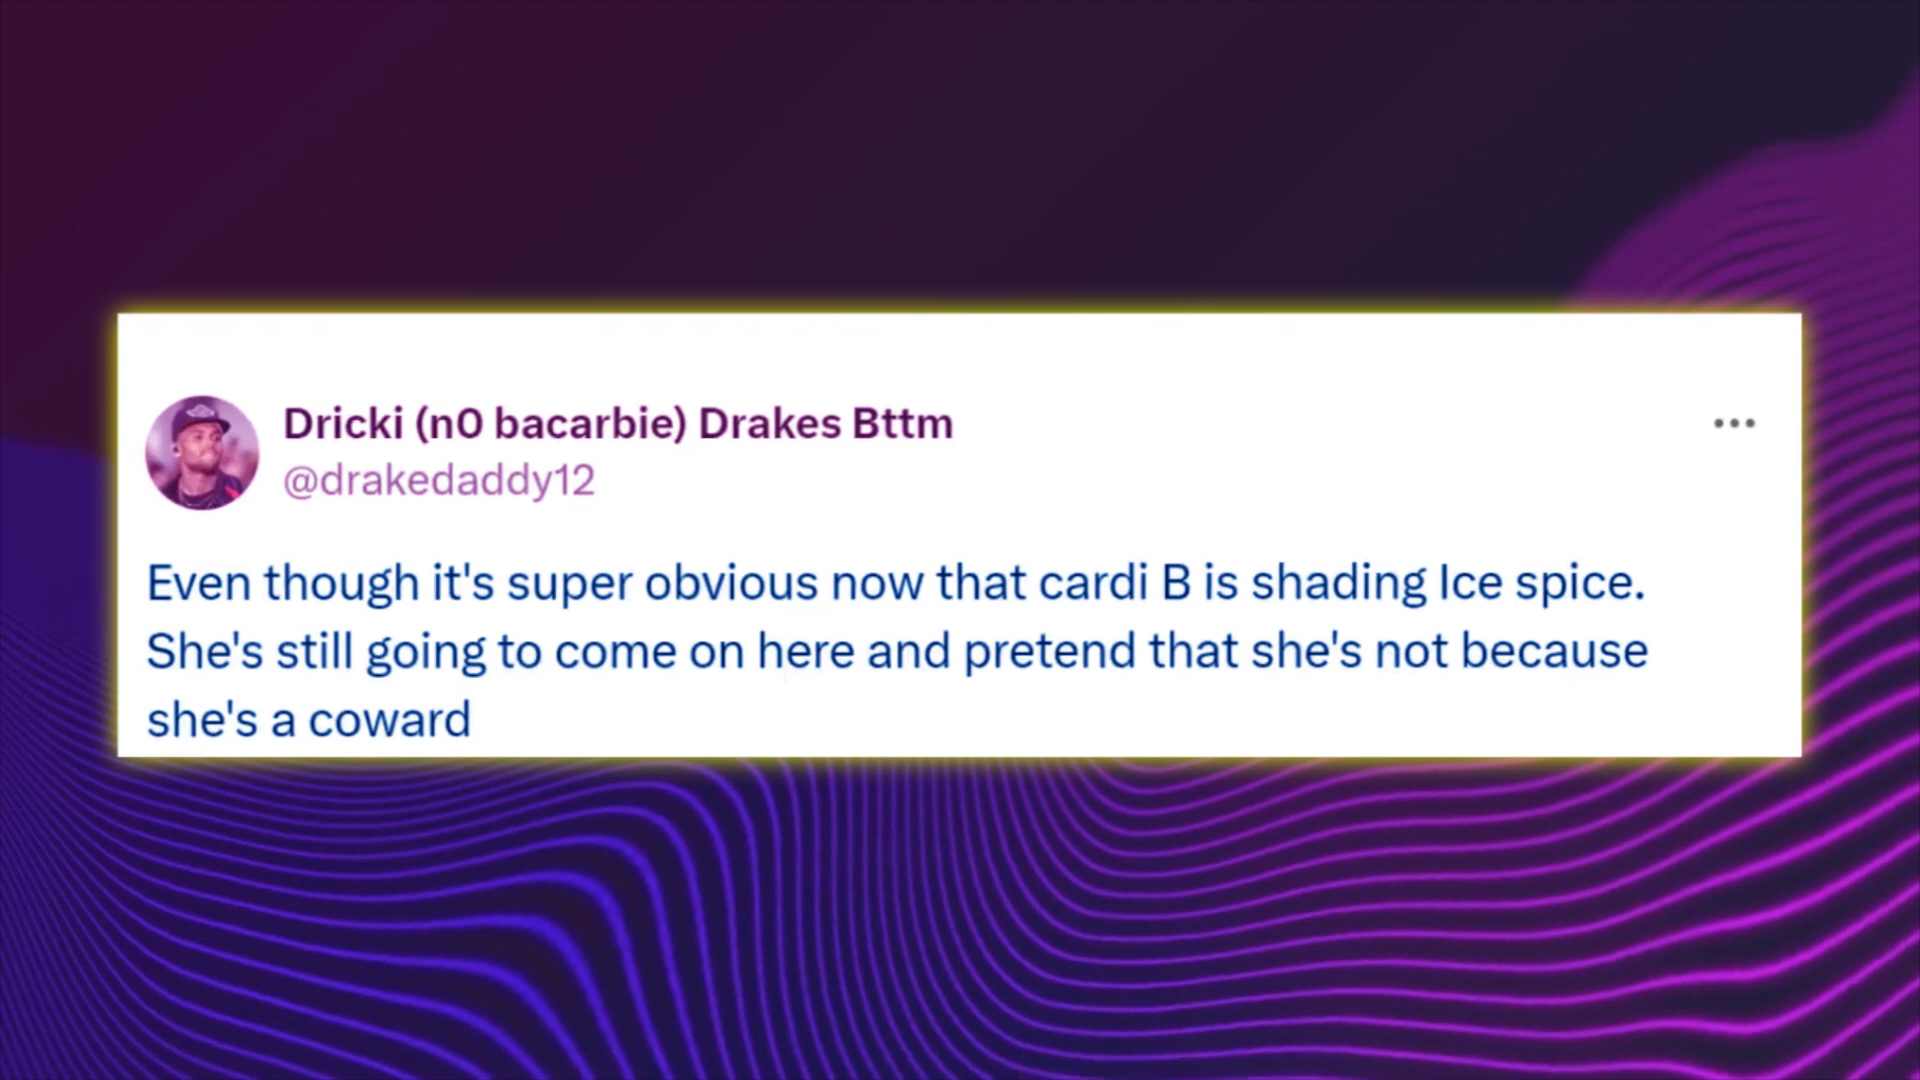 Dricki (n0 bacarbie) Drakes Bttm
@drakedaddy12
Even though it's super obvious now that cardi B is shading Ice spice.
She's still going to come on here and pretend that she's not because
she's a coward